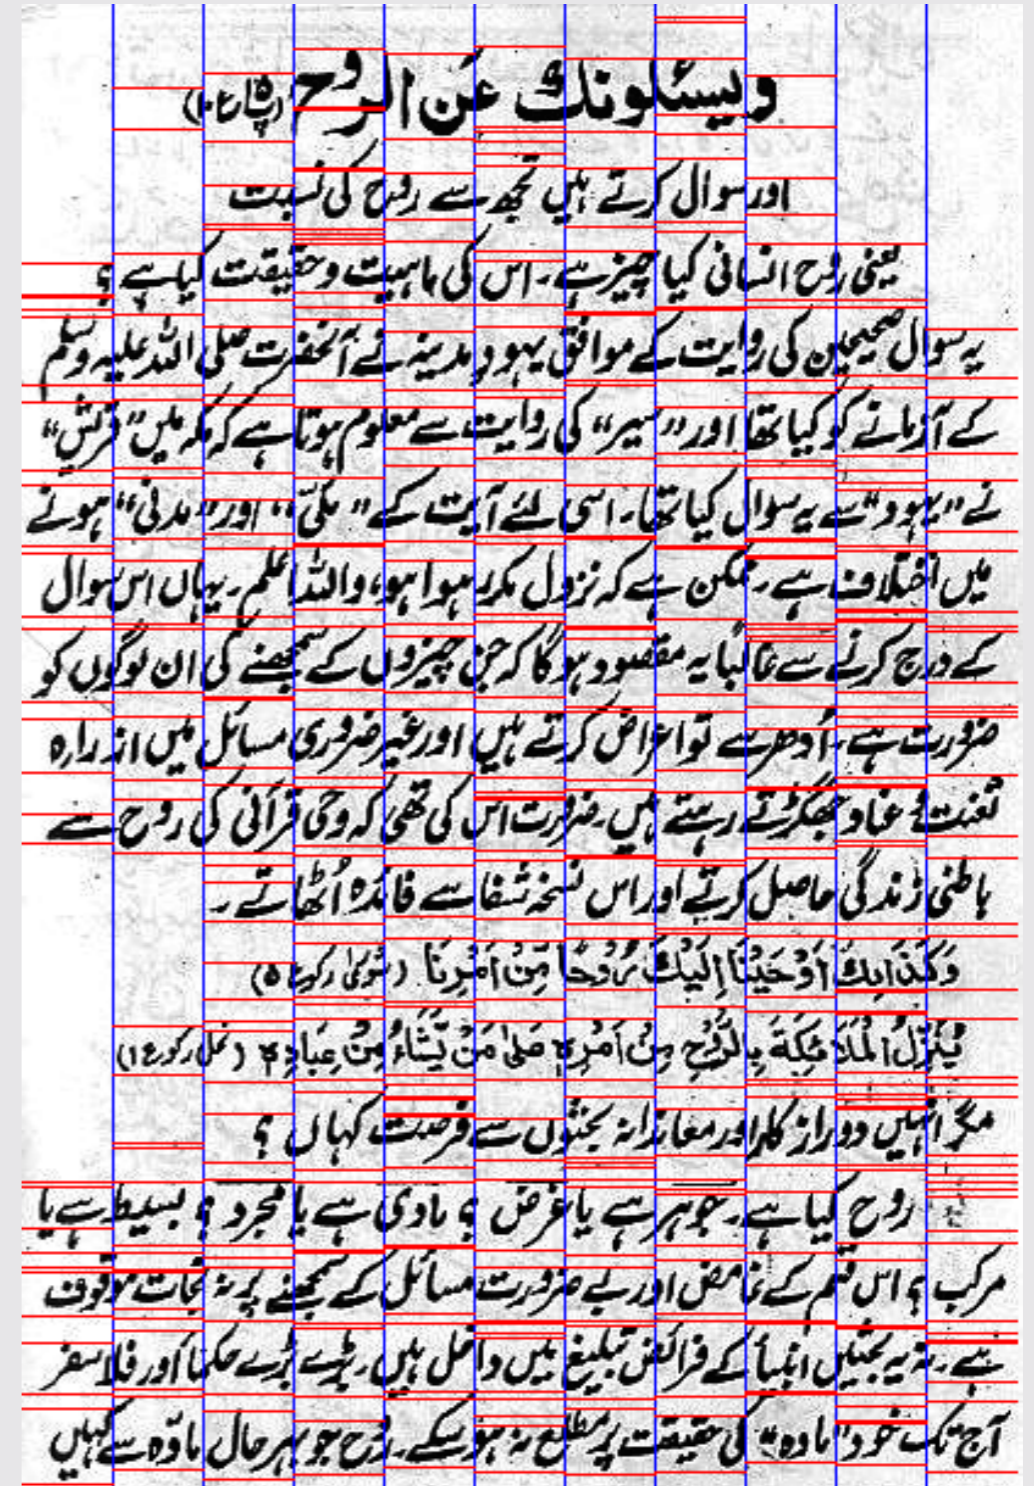 ویسئلونک عن الروح (پ۱۵ ع۱۰)
اور سوال کرتے ہیں تجھ سے روح کی نسبت
یعنی روح انسانی کیا چیز ہے۔ اس کی ماہیت و حقیقت کیا ہے ؟
یہ سوال صحیحین کی روایت کے موافق یہود مدینہ نے آنحضرت صلی اللہ علیہ وسلم
کے آزمانے کو کیا تھا اور "سیر" کی روایت سے معلوم ہوتا ہے کہ مکہ میں "قریش"
نے "یہود" سے یہ سوال کیا تھا۔ اسی لئے آیت کے "مکی" اور "مدنی" ہونے
میں اختلاف ہے۔ ممکن ہے کہ نزول مکرر ہوا ہو، واللہ اعلم۔ یہاں اس سوال
کے درج کرنے سے غالباً یہ مقصود ہوگا کہ جن چیزوں کے سمجھنے کی ان لوگوں کو
ضرورت ہے۔ اُدھر سے تو اعراض کرتے ہیں اور غیر ضروری مسائل میں از راہ
تعنت و عناد جھگڑتے رہتے ہیں۔ ضرورت اس کی تھی کہ وحی قرآنی کی روح سے
باطنی زندگی حاصل کرتے اور اس نسخہ شفا سے فائدہ اُٹھاتے۔
وَكَذَالِكَ اَوْحَيْنَا اِلَيْكَ رُوْحًا مِّنْ اَمْرِنَا (شوریٰ رکوع ۵)
يُنَزِّلُ الْمَلَائِكَةَ بِالرُّوْحِ مِنْ اَمْرِهٖ عَلٰی مَنْ يَّشَاءُ مِنْ عِبَادِهٖ (نحل رکوع ۱)
مگر انہیں دور از کار اور معاندانہ بحثوں سے فرصت کہاں ؟
روح کیا ہے۔ جوہر ہے یا عرض ؟ مادی ہے یا مجرد ؟ بسیط ہے یا
مرکب ؟ اس قسم کے غامض اور بے ضرورت مسائل کے سمجھنے پر نہ نجات موقوف
ہے۔ نہ یہ بحثیں انبیأ کے فرائض تبلیغ میں داخل ہیں۔ بڑے بڑے حکما اور فلاسفر
آج تک خود "مادہ" کی حقیقت پر مطلع نہ ہو سکے۔ روح جو بہر حال مادّہ سے کہیں